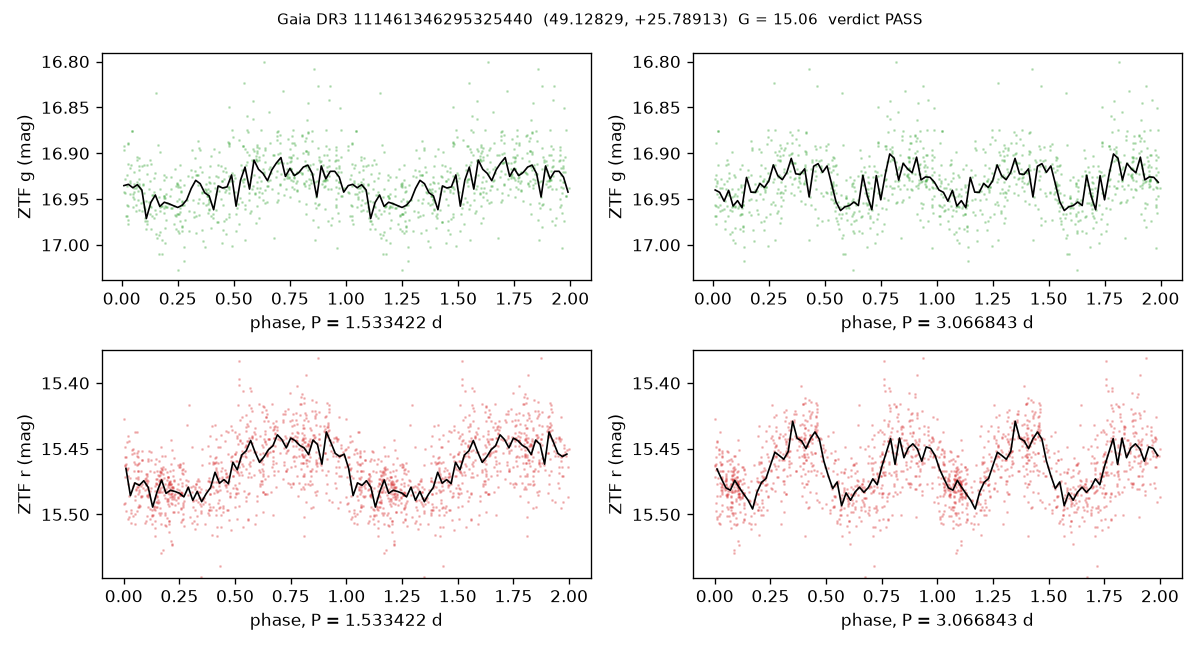 Gaia DR3 111461346295325440 (49.12829, +25.78913) G = 15.06 verdict PASS
ZTF g (mag)
16.80
16.85
16.90
16.95
17.00
0.00 0.25 0.50 0.75 1.00 1.25 1.50 1.75 2.00
phase, P = 1.533422 d
ZTF g (mag)
16.80
16.85
16.90
16.95
17.00
0.00 0.25 0.50 0.75 1.00 1.25 1.50 1.75 2.00
phase, P = 3.066843 d
ZTF r (mag)
15.40
15.45
15.50
0.00 0.25 0.50 0.75 1.00 1.25 1.50 1.75 2.00
phase, P = 1.533422 d
ZTF r (mag)
15.40
15.45
15.50
0.00 0.25 0.50 0.75 1.00 1.25 1.50 1.75 2.00
phase, P = 3.066843 d